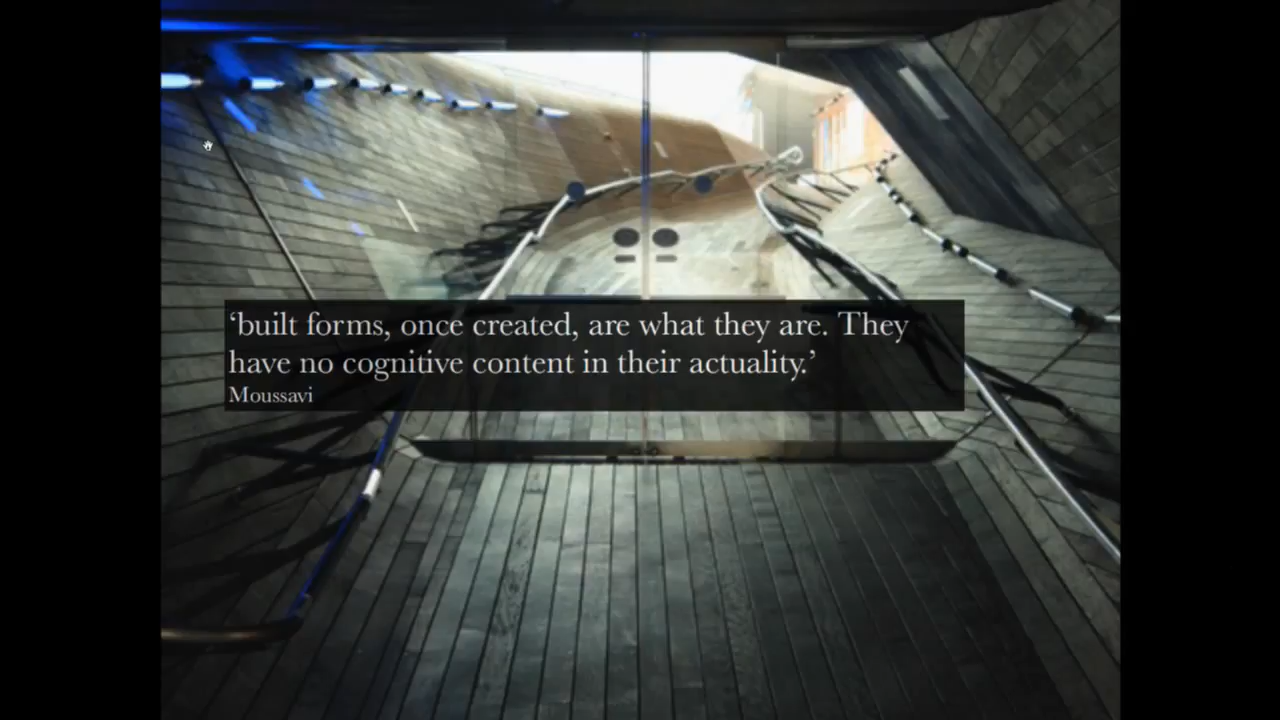 ‘built forms, once created, are what they are. They
have no cognitive content in their actuality.’
Moussavi